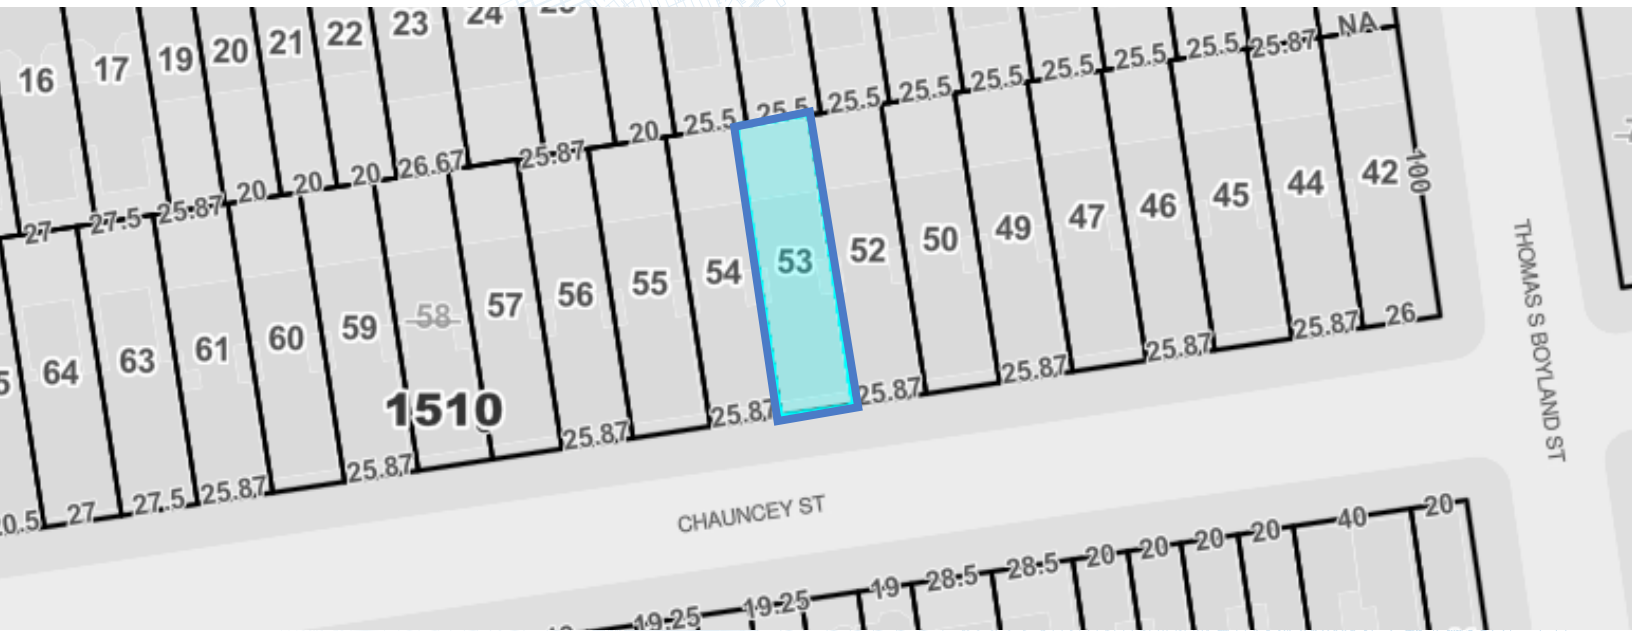 16 17 19 20 21 22 23 24
NA
25.5 25.5 25.5 25.5 25.5 25.5 25.5 25.5 25.87
27 27.5 25.87 20 20 20 26.67 25.87 20
64 63 61 60 59 58 57 56 55 54 53 52 50 49 47 46 45 44 42
100
1510
27 27.5 25.87 25.87 25.87 25.87 25.87 25.87 25.87 25.87 26
CHAUNCEY ST
THOMAS S BOYLAND ST
19.25 19.25 19 28.5 28.5 20 20 20 20 40 20